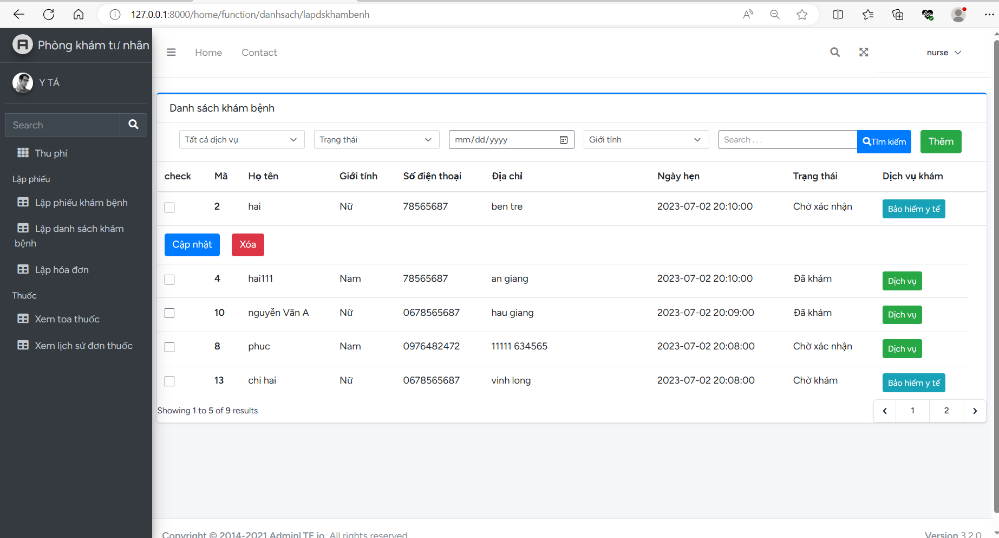 127.0.0.1:8000/home/function/danhsach/lapdskhambenh
Phòng khám tư nhân
Home
Contact
nurse
Y TÁ
Search
Thu phí
Lập phiếu
Lập phiếu khám bệnh
Lập danh sách khám
bệnh
Lập hóa đơn
Thuốc
Xem toa thuốc
Xem lịch sử đơn thuốc
Danh sách khám bệnh
Tất cả dịch vụ
Trạng thái
mm/dd/yyyy
Giới tính
Search . . .
Tìm kiếm
Thêm
check Mã Họ tên Giới tính Số điện thoại Địa chỉ Ngày hẹn Trạng thái Dịch vụ khám
2 hai Nữ 78565687 ben tre 2023-07-02 20:10:00 Chờ xác nhận Bảo hiểm y tế
Cập nhật Xóa
4 hai111 Nam 78565687 an giang 2023-07-02 20:10:00 Đã khám Dịch vụ
10 nguyễn Văn A Nữ 0678565687 hau giang 2023-07-02 20:09:00 Đã khám Dịch vụ
8 phuc Nam 0976482472 11111 634565 2023-07-02 20:08:00 Chờ xác nhận Dịch vụ
13 chi hai Nữ 0678565687 vinh long 2023-07-02 20:08:00 Chờ khám Bảo hiểm y tế
Showing 1 to 5 of 9 results
1 2
Copyright © 2014-2021 AdminLTE.io. All rights reserved.
Version 3.2.0